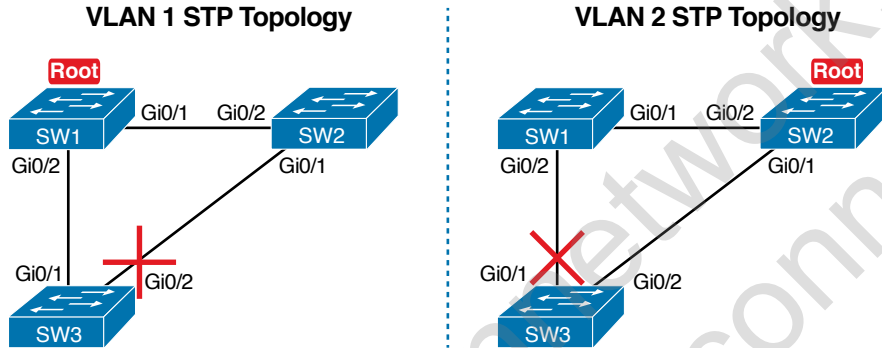 VLAN 1 STP Topology
Root
Gi0/1 Gi0/2
SW1 SW2
Gi0/2 Gi0/1
Gi0/1 Gi0/2
SW3
VLAN 2 STP Topology
Root
Gi0/1 Gi0/2
SW1 SW2
Gi0/2 Gi0/1
Gi0/1 Gi0/2
SW3